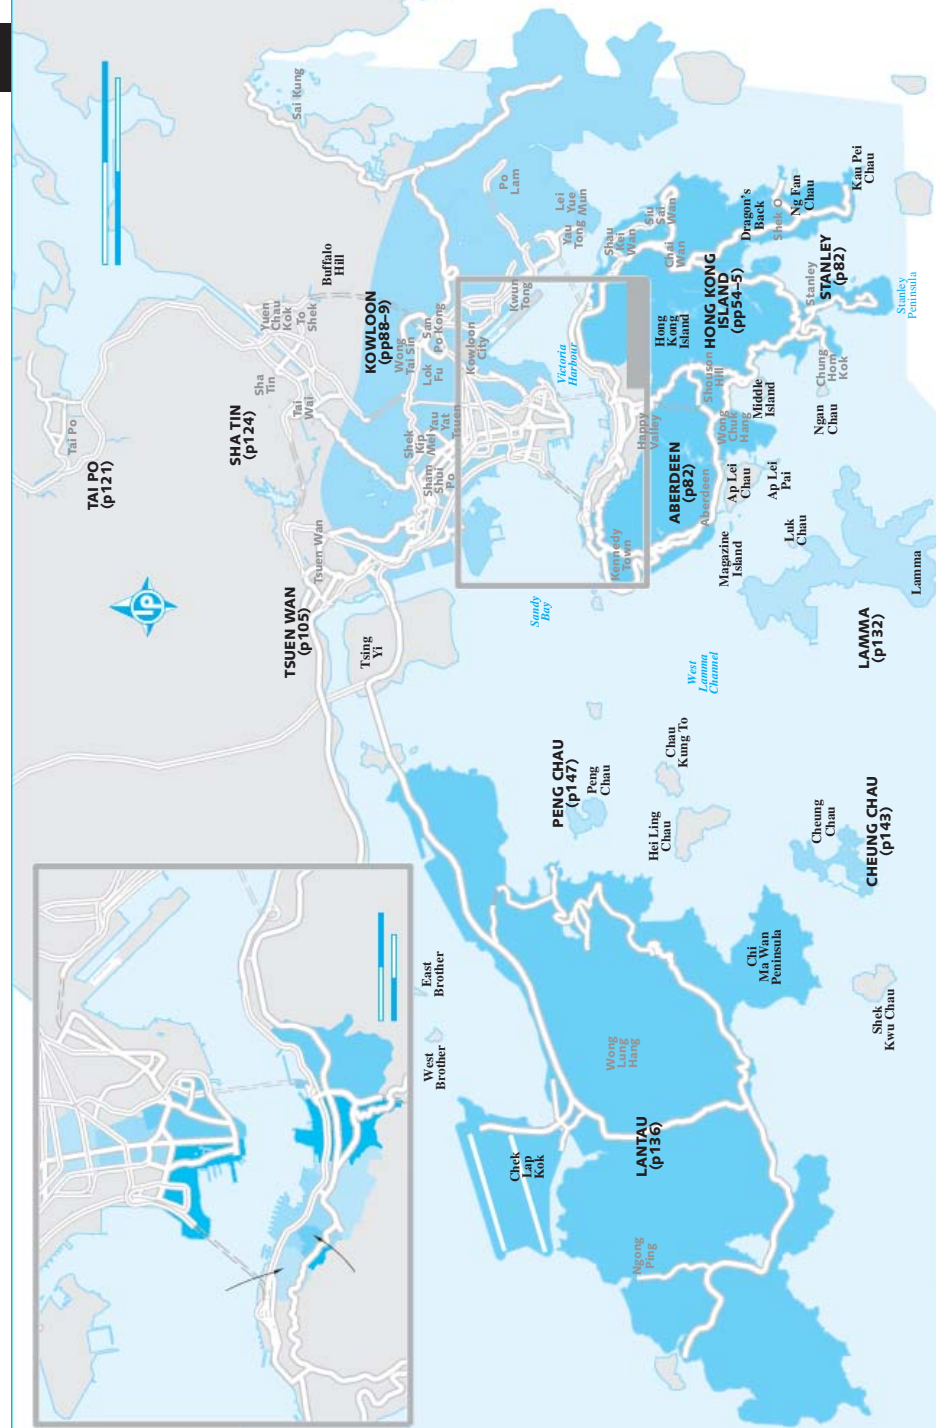 Sai Kung
Tai Po
TAI PO
(p121)
Yuen
Chau
Kok
To
Shek
Buffalo
Hill
Sha
Tin
SHA TIN
(p124)
Tai
Wai
KOWLOON
(pp88–9)
Wong
Tai Sin
San
Po Kong
Lok
Fu
Po
Lam
Lei
Yue
Mun
Yau
Tong
Kwun
Tong
Kowloon
City
Shek
Kip
Mei
Yau
Yat
Tsuen
Sham
Shui
Po
Tsuen Wan
TSUEN WAN
(p105)
Tsing
Yi
lp
Victoria
Harbour
Shau
Kei
Wan
Siu
Sai
Wan
Chai
Wan
Dragon's
Back
Shek O
Ng Fan
Chau
Kau Pei
Chau
Hong
Kong
Island
HONG KONG
ISLAND
(pp54–5)
Stanley
STANLEY
(p82)
Stanley
Peninsula
Happy
Valley
Shouson
Hill
Wong
Chuk
Hang
Middle
Island
Chung
Hom
Kok
Ngan
Chau
ABERDEEN
(p82)
Aberdeen
Ap Lei
Chau
Ap Lei
Pai
Kennedy
Town
Magazine
Island
Luk
Chau
Sandy
Bay
West
Lamma
Channel
Lamma
LAMMA
(p132)
PENG CHAU
(p147)
Peng
Chau
Chau
Kung To
Hei Ling
Chau
Cheung
Chau
CHEUNG CHAU
(p143)
East
Brother
West
Brother
Chi
Ma Wan
Peninsula
Shek
Kwu Chau
Wong
Lung
Hang
Chek
Lap
Kok
LANTAU
(p136)
Ngong
Ping